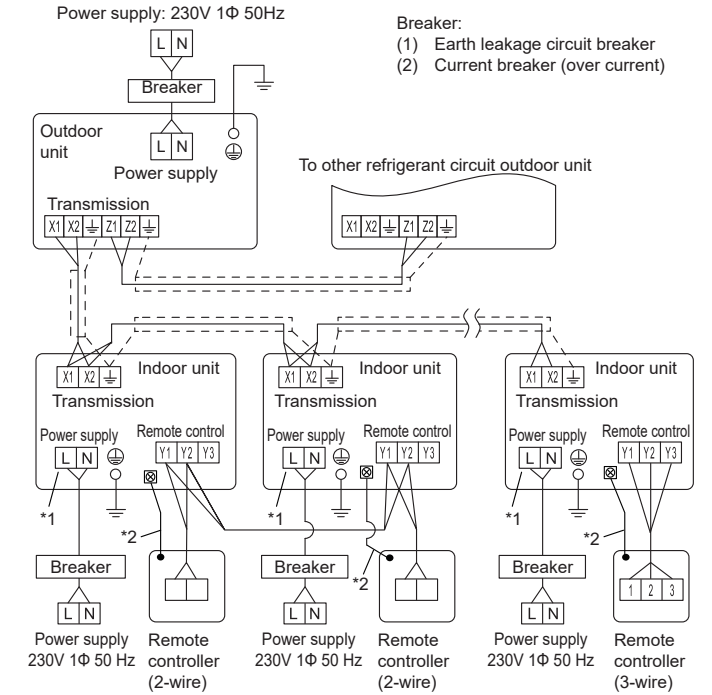 Power supply: 230V 1Φ 50Hz
Breaker:
(1) Earth leakage circuit breaker
(2) Current breaker (over current)
L N
Breaker
Outdoor
unit
L N
Power supply
To other refrigerant circuit outdoor unit
Transmission
X1 X2 Z1 Z2
X1 X2 Z1 Z2
Indoor unit
X1 X2
Transmission
Power supply
Remote control
L N
Y1 Y2 Y3
*1
*2
Indoor unit
X1 X2
Transmission
Power supply
Remote control
L N
Y1 Y2 Y3
*1
*2
Indoor unit
X1 X2
Transmission
Power supply
Remote control
L N
Y1 Y2 Y3
*1
*2
Breaker
L N
Power supply
230V 1Φ 50 Hz
Remote
controller
(2-wire)
Breaker
L N
Power supply
230V 1Φ 50 Hz
Remote
controller
(2-wire)
Breaker
L N
Power supply
230V 1Φ 50 Hz
1 2 3
Remote
controller
(3-wire)